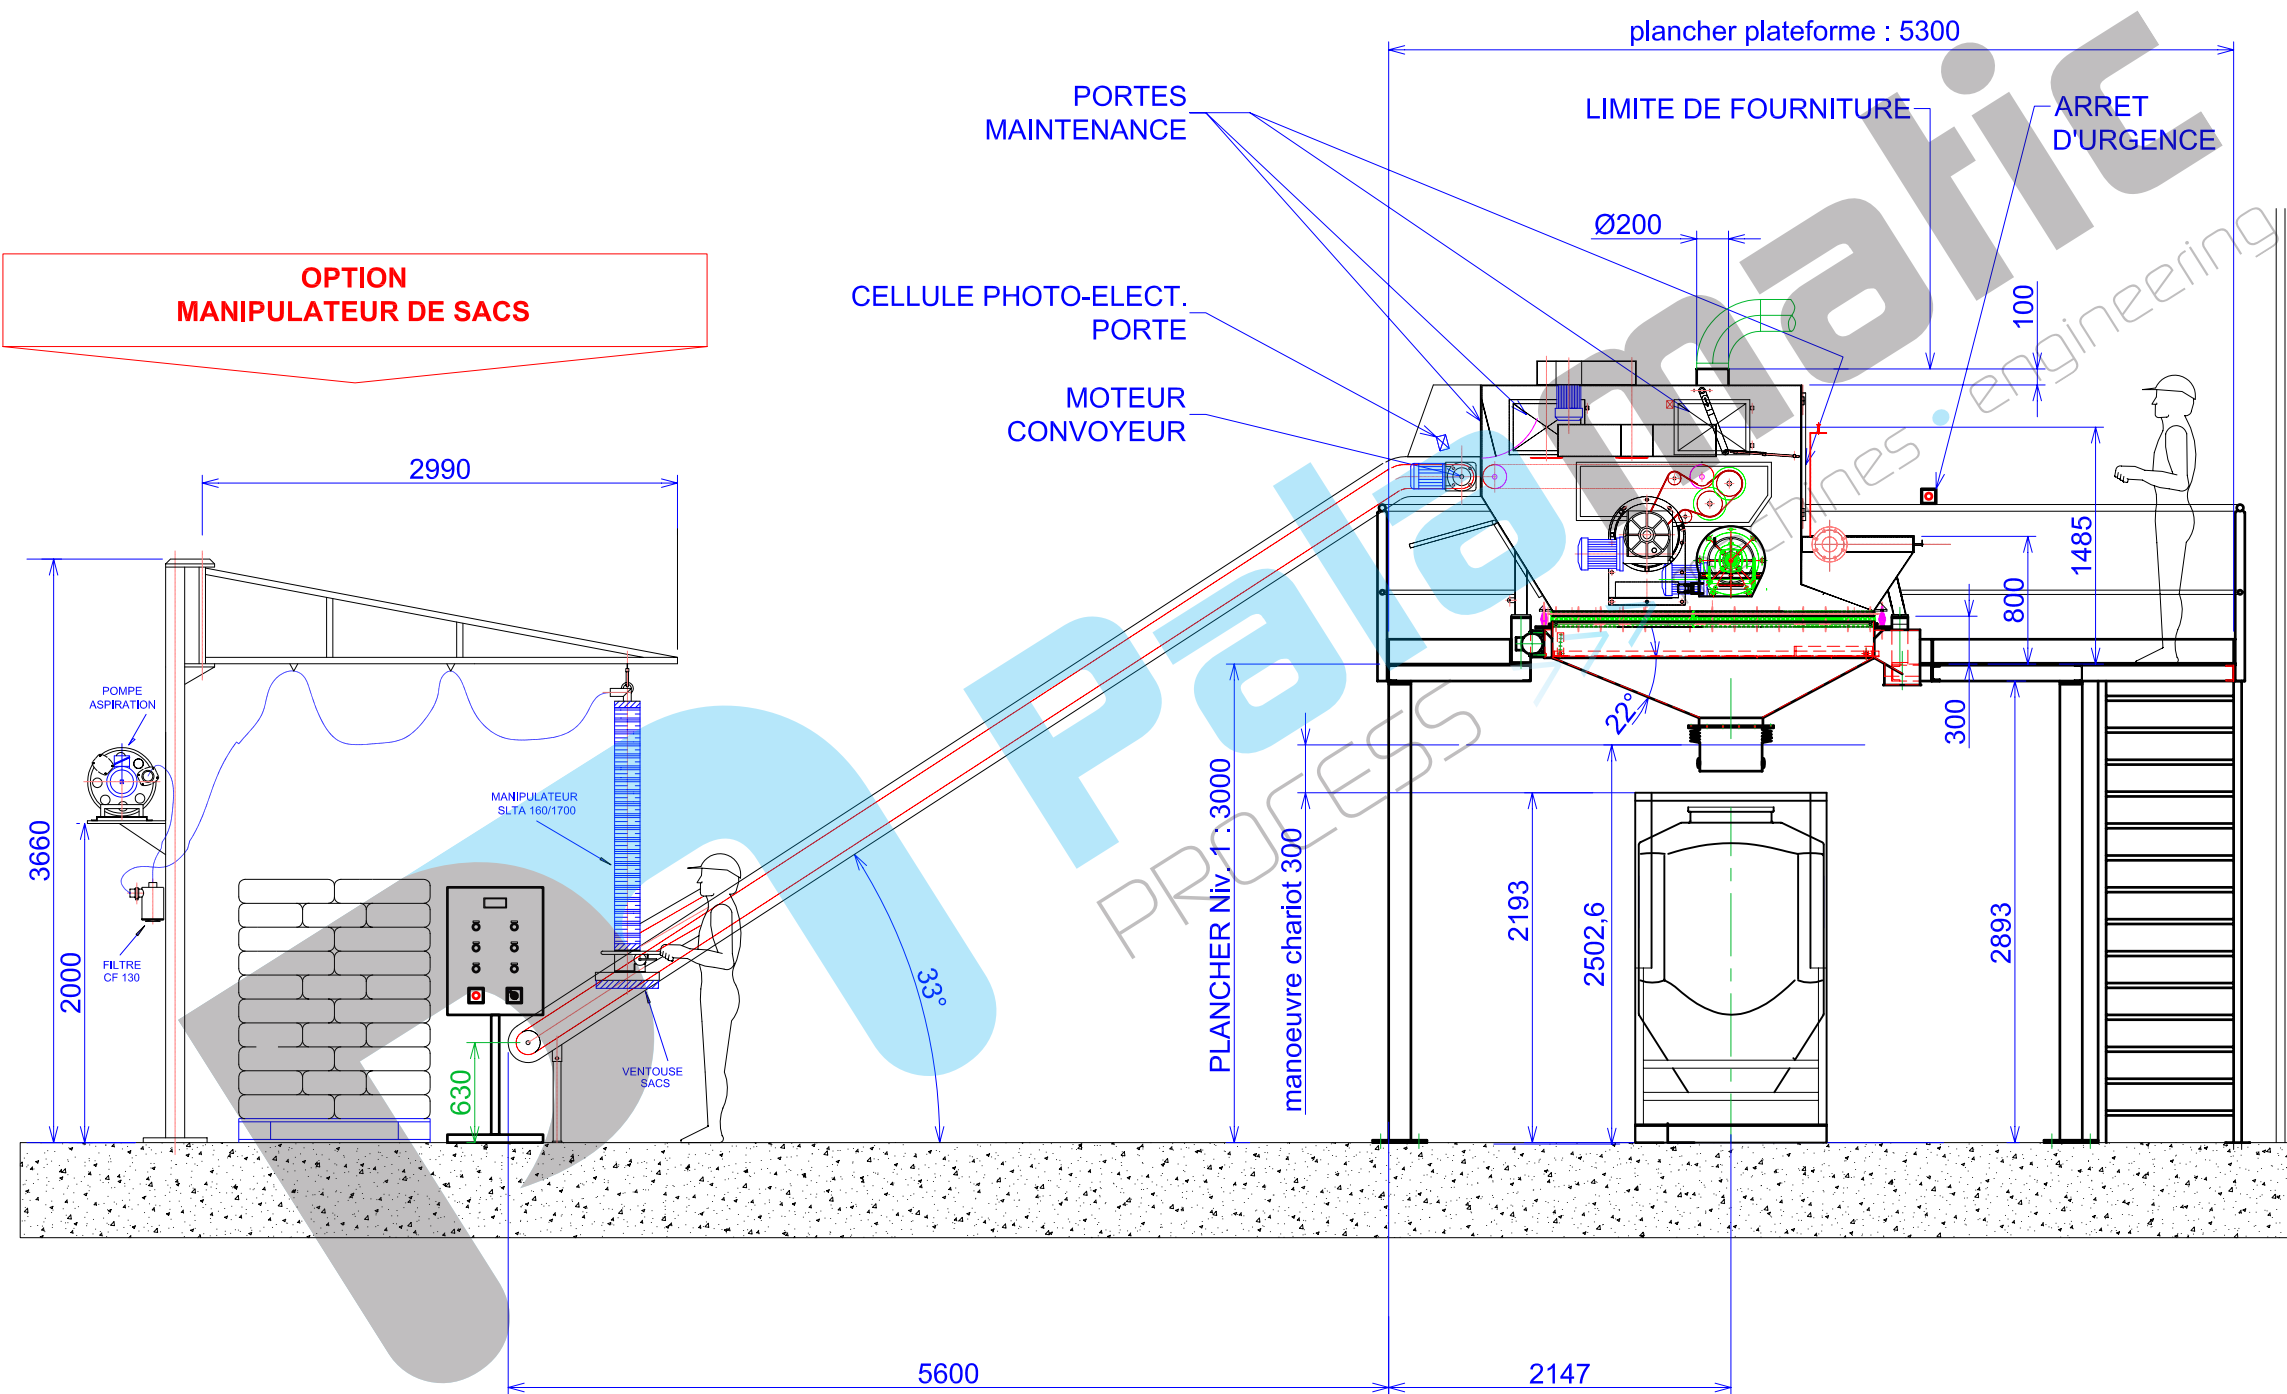 plancher plateforme : 5300
PORTES
MAINTENANCE
LIMITE DE FOURNITURE
ARRET
D'URGENCE
Ø200
100
OPTION
MANIPULATEUR DE SACS
CELLULE PHOTO-ELECT.
PORTE
MOTEUR
CONVOYEUR
2990
1485
800
300
22°
POMPE
ASPIRATION
MANIPULATEUR
SLTA 160/1700
3660
2000
FILTRE
CF 130
630
VENTOUSE
SACS
33°
PLANCHER Niv. 1 : 3000
manoeuvre chariot 300
2193
2502,6
2893
5600
2147
Palamatic
PROCESS
machines • engineering